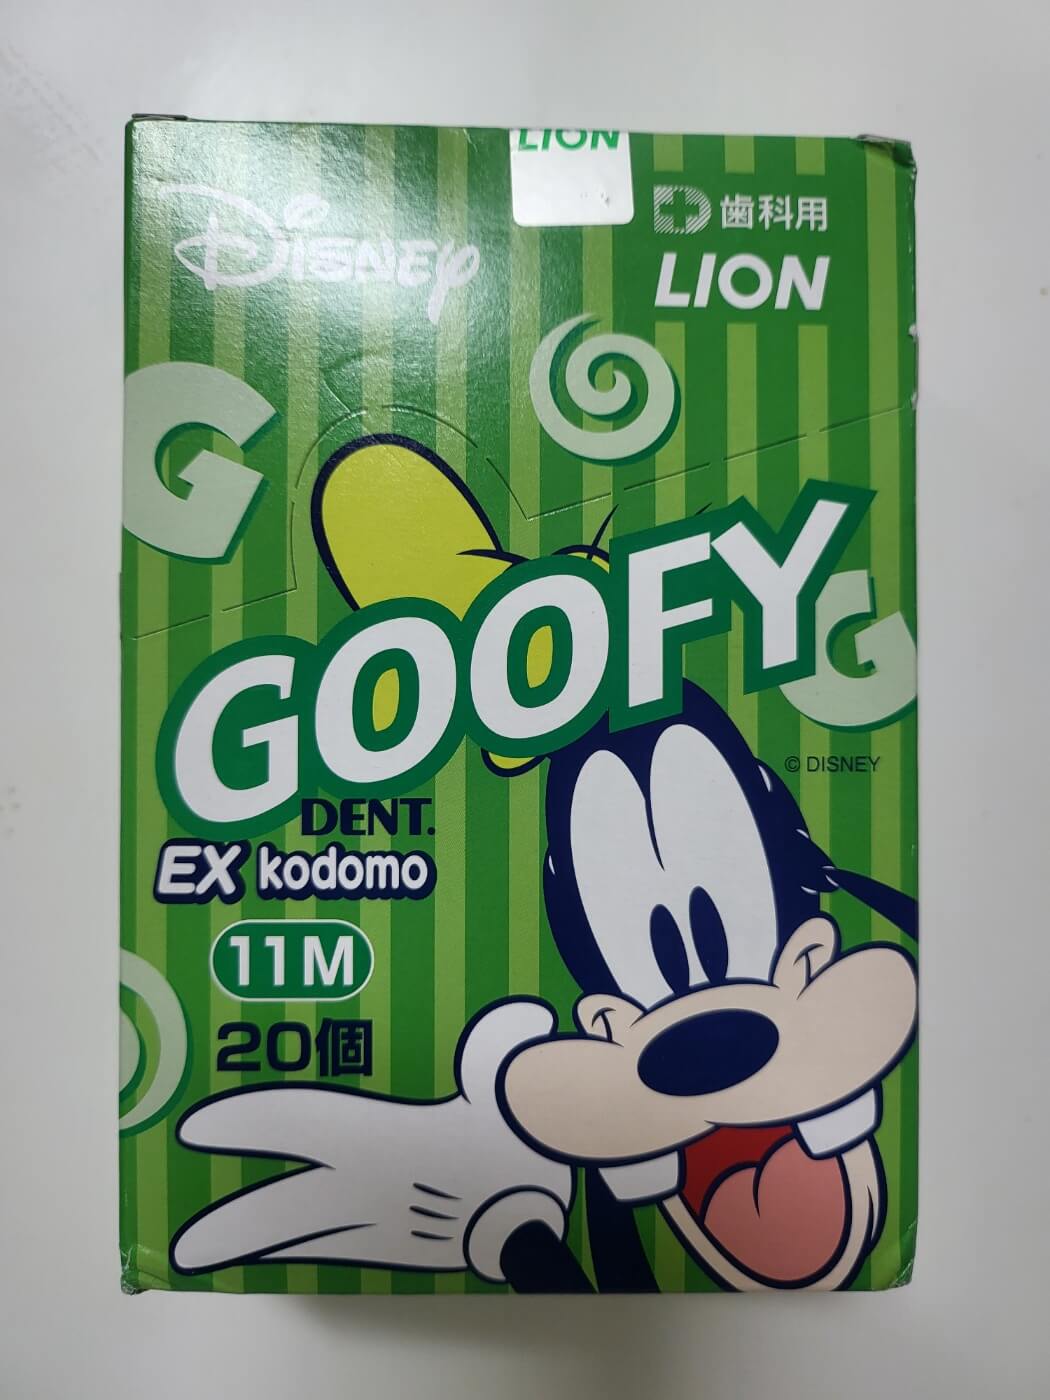 LION
DISNEY
歯科用
LION
G
G
GOOFY
© DISNEY
DENT.
EX kodomo
11M
20個